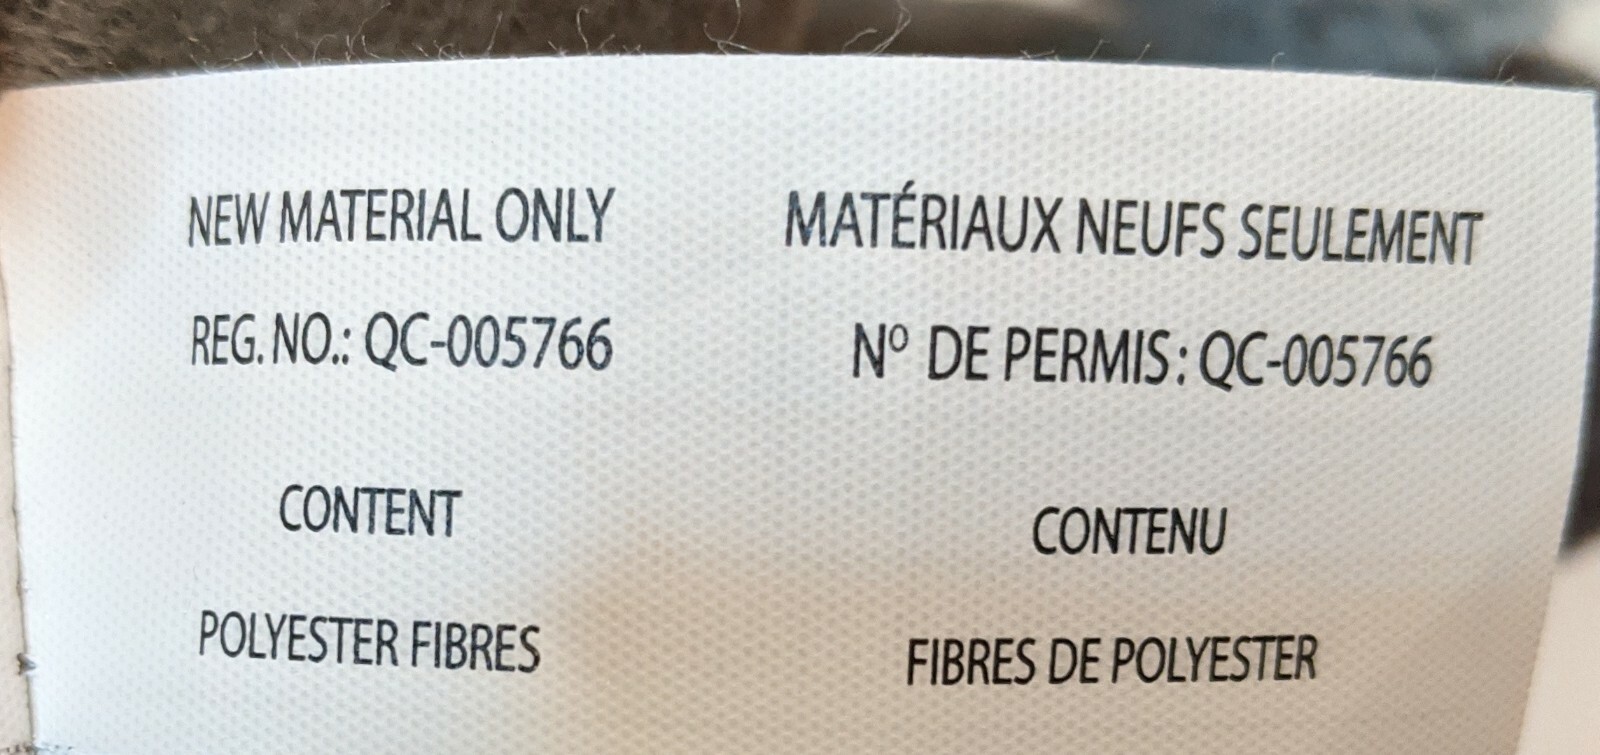 NEW MATERIAL ONLY
REG. NO.: QC-005766
CONTENT
POLYESTER FIBRES
MATÉRIAUX NEUFS SEULEMENT
Nº DE PERMIS: QC-005766
CONTENU
FIBRES DE POLYESTER